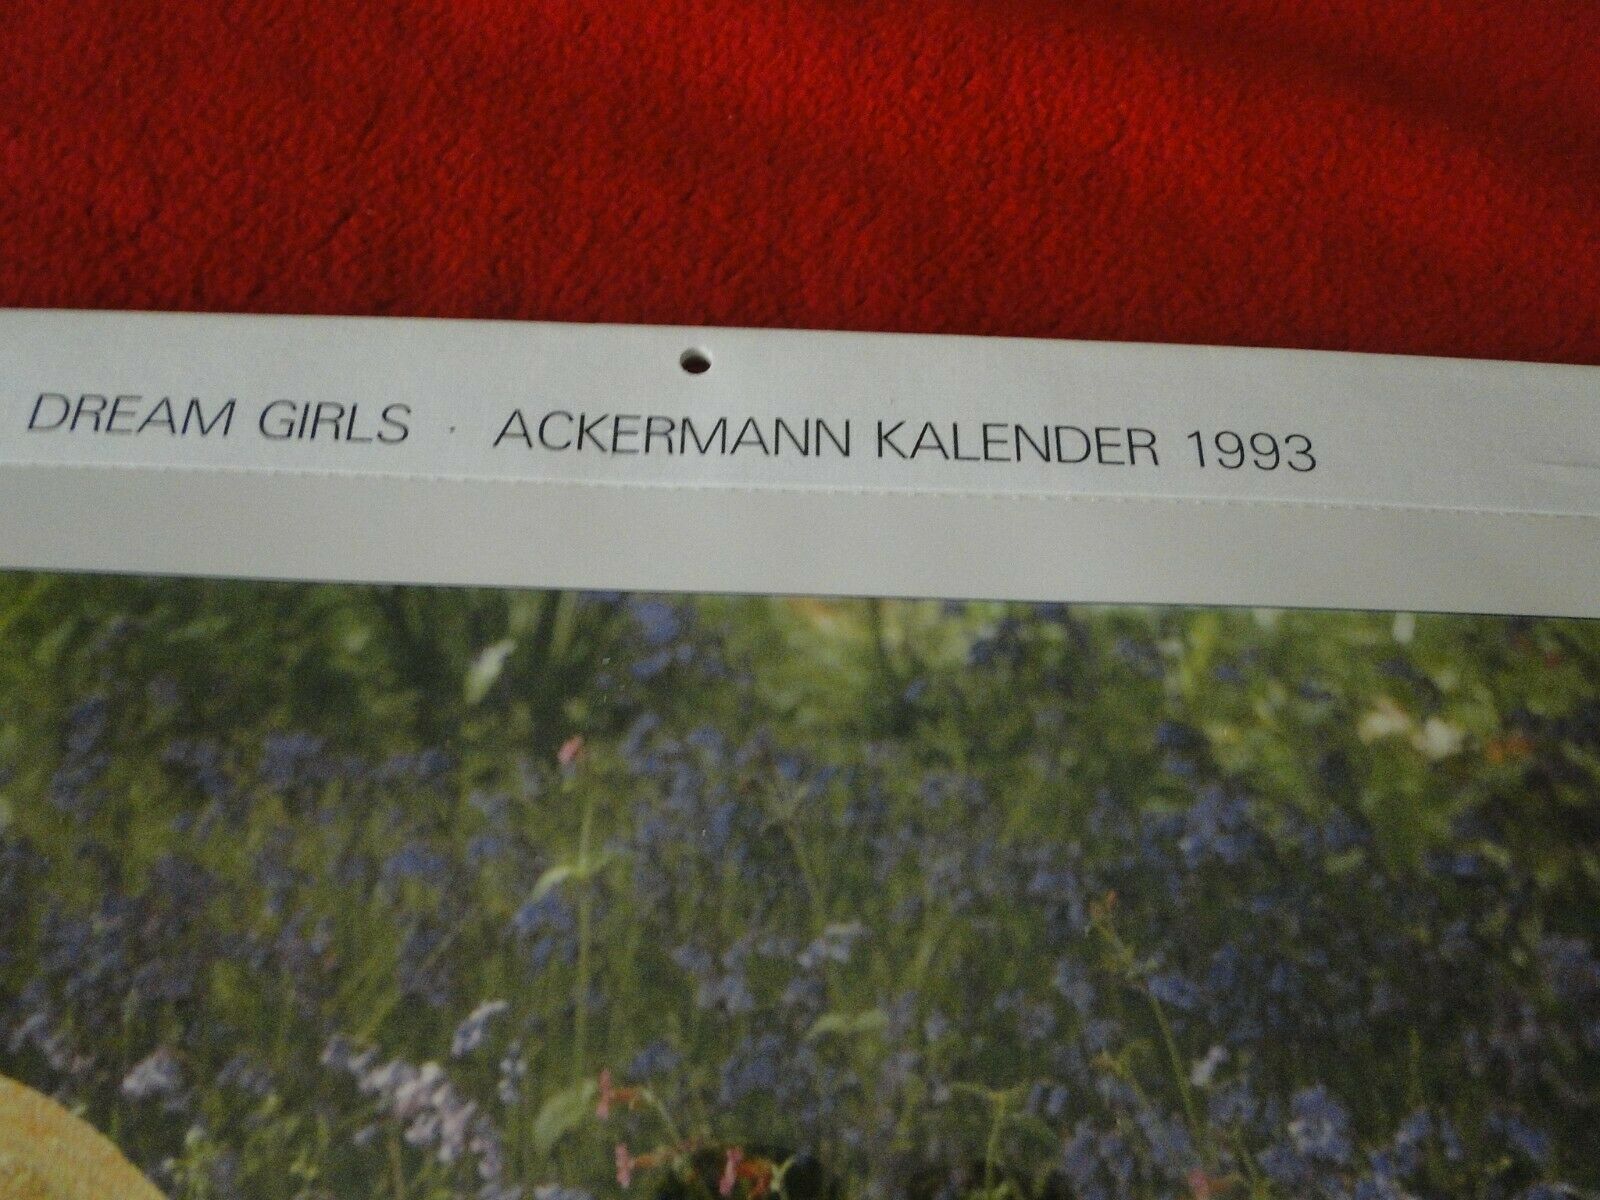 DREAM GIRLS · ACKERMANN KALENDER 1993